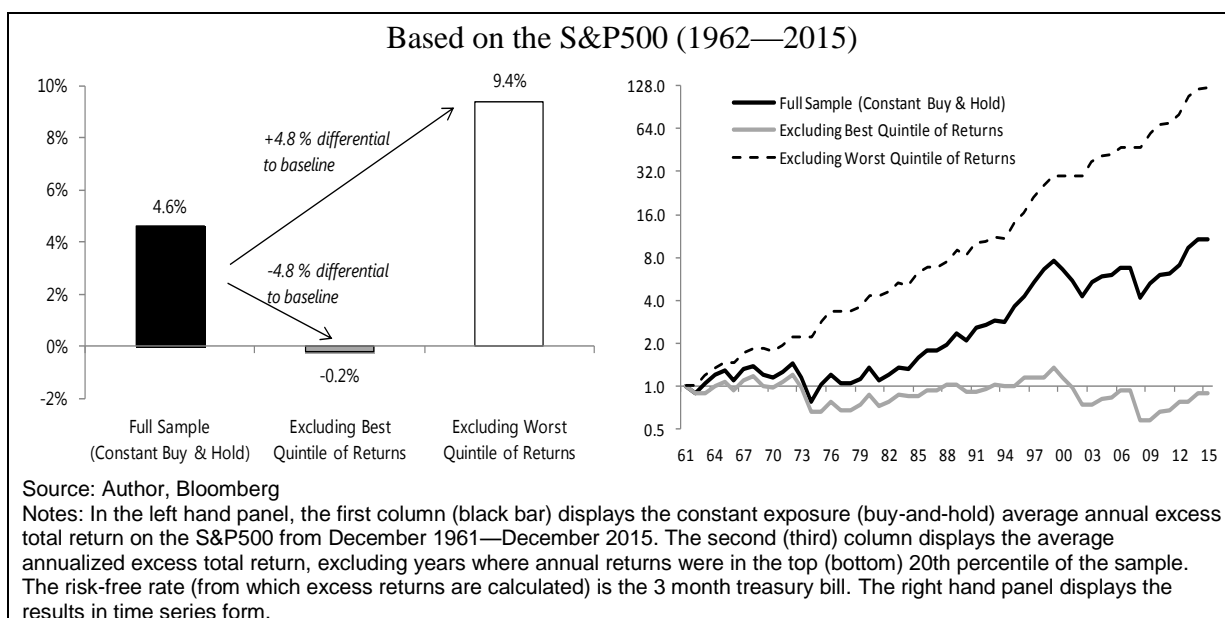 Based on the S&P500 (1962—2015)
10%
8%
6%
4%
2%
0%
-2%
4.6%
-0.2%
9.4%
+4.8 % differential
to baseline
-4.8 % differential
to baseline
Full Sample
(Constant Buy & Hold)
Excluding Best
Quintile of Returns
Excluding Worst
Quintile of Returns
128.0
64.0
32.0
16.0
8.0
4.0
2.0
1.0
0.5
Full Sample (Constant Buy & Hold)
Excluding Best Quintile of Returns
Excluding Worst Quintile of Returns
61 64 67 70 73 76 79 82 85 88 91 94 97 00 03 06 09 12 15
Source: Author, Bloomberg
Notes: In the left hand panel, the first column (black bar) displays the constant exposure (buy-and-hold) average annual excess
total return on the S&P500 from December 1961—December 2015. The second (third) column displays the average
annualized excess total return, excluding years where annual returns were in the top (bottom) 20th percentile of the sample.
The risk-free rate (from which excess returns are calculated) is the 3 month treasury bill. The right hand panel displays the
results in time series form.